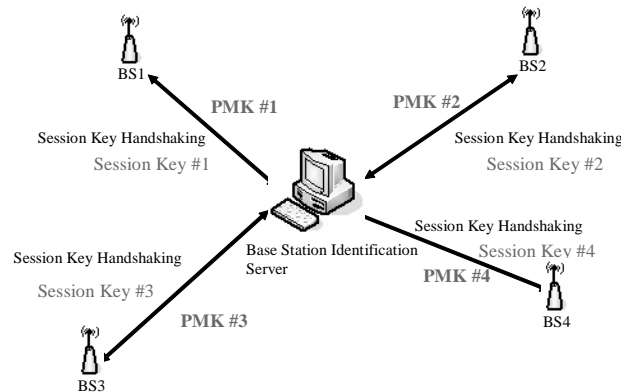 BS1
BS2
PMK #1
PMK #2
Session Key Handshaking
Session Key #1
Session Key Handshaking
Session Key #2
Session Key Handshaking
Session Key #4
Base Station Identification
Server
Session Key Handshaking
Session Key #3
PMK #4
PMK #3
BS4
BS3